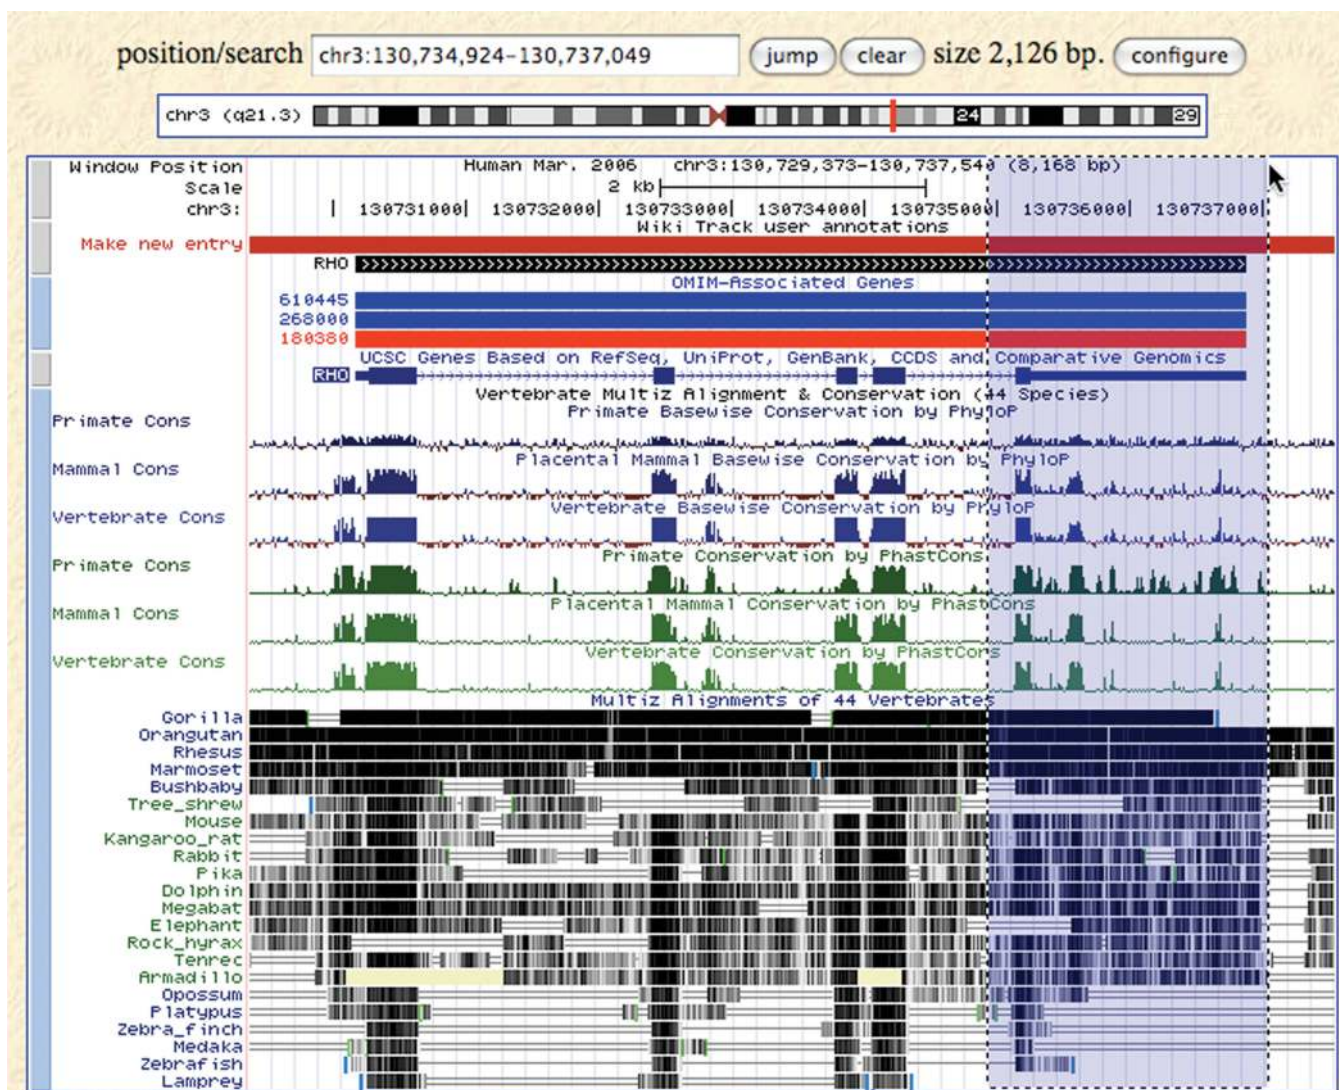 position/search chr3:130,734,924-130,737,049 jump clear size 2,126 bp. configure
chr3 (q21.3) 24 29
Window Position Human Mar. 2006 chr3:130,729,373-130,737,540 (8,168 bp)
Scale 2 kb
chr3: 130731000 130732000 130733000 130734000 130735000 130736000 130737000
Wiki Track user annotations
Make new entry
RHO
OMIM-Associated Genes
610445
268000
180380
UCSC Genes Based on RefSeq, UniProt, GenBank, CCDS and Comparative Genomics
RHO
Vertebrate Multiz Alignment & Conservation (44 Species)
Primate Basewise Conservation by PhyloP
Primate Cons
Placental Mammal Basewise Conservation by PhyloP
Mammal Cons
Vertebrate Basewise Conservation by PhyloP
Vertebrate Cons
Primate Conservation by PhastCons
Primate Cons
Placental Mammal Conservation by PhastCons
Mammal Cons
Vertebrate Conservation by PhastCons
Vertebrate Cons
Multiz Alignments of 44 Vertebrates
Gorilla
Orangutan
Rhesus
Marmoset
Bushbaby
Tree_shrew
Mouse
Kangaroo_rat
Rabbit
Pika
Dolphin
Megabat
Elephant
Rock_hyrax
Tenrec
Armadillo
Opossum
Platypus
Zebra_finch
Medaka
Zebrafish
Lamprey